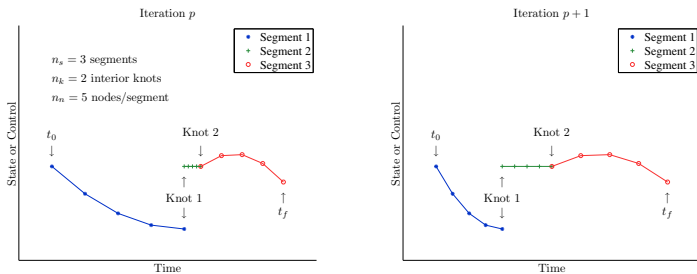 Iteration p
Segment 1
Segment 2
Segment 3
n_s = 3 segments
n_k = 2 interior knots
n_n = 5 nodes/segment
t_0
Knot 2
Knot 1
t_f
State or Control
Time
Iteration p + 1
Segment 1
Segment 2
Segment 3
t_0
Knot 2
Knot 1
t_f
State or Control
Time